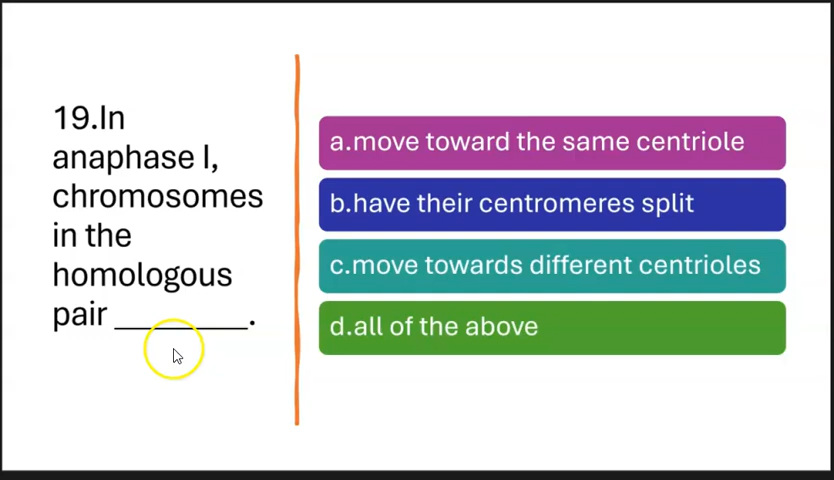 19.In
anaphase I,
chromosomes
in the
homologous
pair __________.
a.move toward the same centriole
b.have their centromeres split
c.move towards different centrioles
d.all of the above